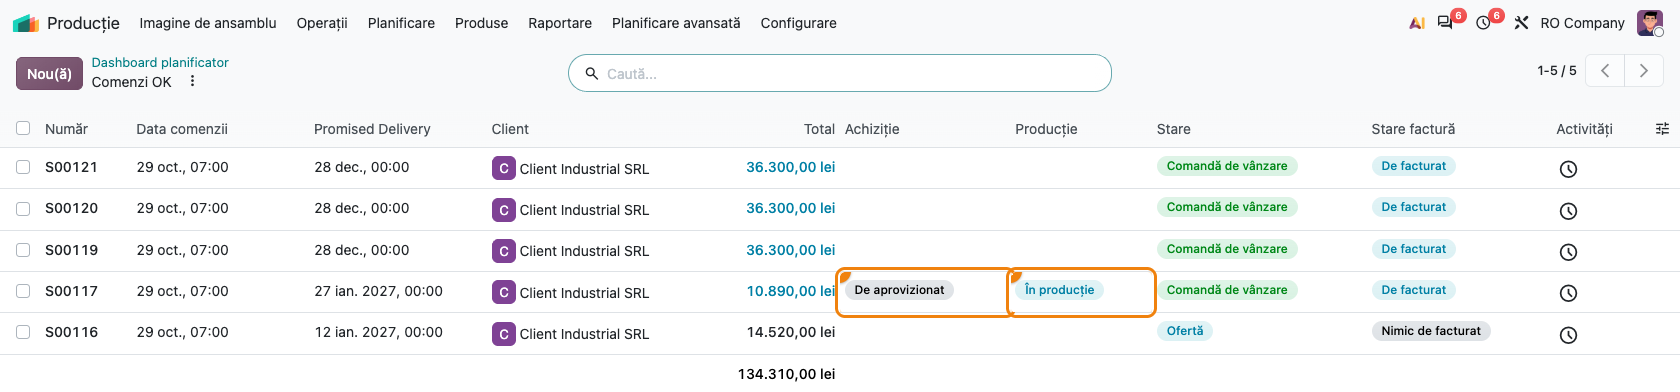 Producție Imagine de ansamblu Operații Planificare Produse Raportare Planificare avansată Configurare AI 6 6 RO Company
Nou(ă) Dashboard planificator
Comenzi OK
Caută...
1-5 / 5
Număr Data comenzii Promised Delivery Client Total Achiziție Producție Stare Stare factură Activități
S00121 29 oct., 07:00 28 dec., 00:00 C Client Industrial SRL 36.300,00 lei Comandă de vânzare De facturat
S00120 29 oct., 07:00 28 dec., 00:00 C Client Industrial SRL 36.300,00 lei Comandă de vânzare De facturat
S00119 29 oct., 07:00 28 dec., 00:00 C Client Industrial SRL 36.300,00 lei Comandă de vânzare De facturat
S00117 29 oct., 07:00 27 ian. 2027, 00:00 C Client Industrial SRL 10.890,00 lei De aprovizionat În producție Comandă de vânzare De facturat
S00116 29 oct., 07:00 12 ian. 2027, 00:00 C Client Industrial SRL 14.520,00 lei Ofertă Nimic de facturat
134.310,00 lei